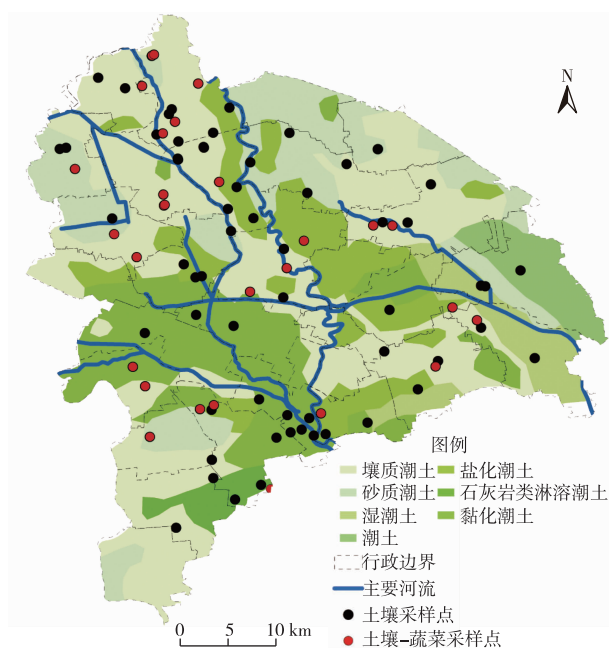 N
图例
壤质潮土 盐化潮土
砂质潮土 石灰岩类淋溶潮土
湿潮土 黏化潮土
潮土
行政边界
主要河流
土壤采样点
土壤-蔬菜采样点
0 5 10 km